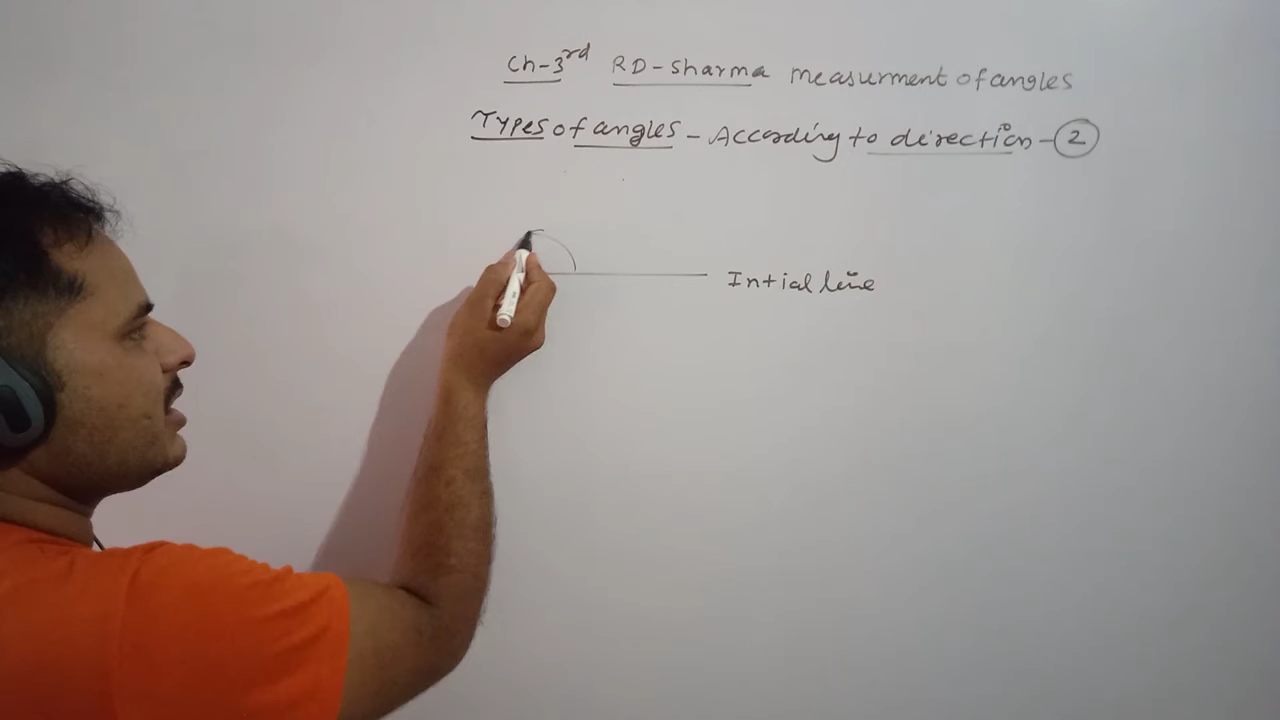 Ch-3rd RD-Sharma measurment of angles
Types of angles - According to direction - 2
Intial line